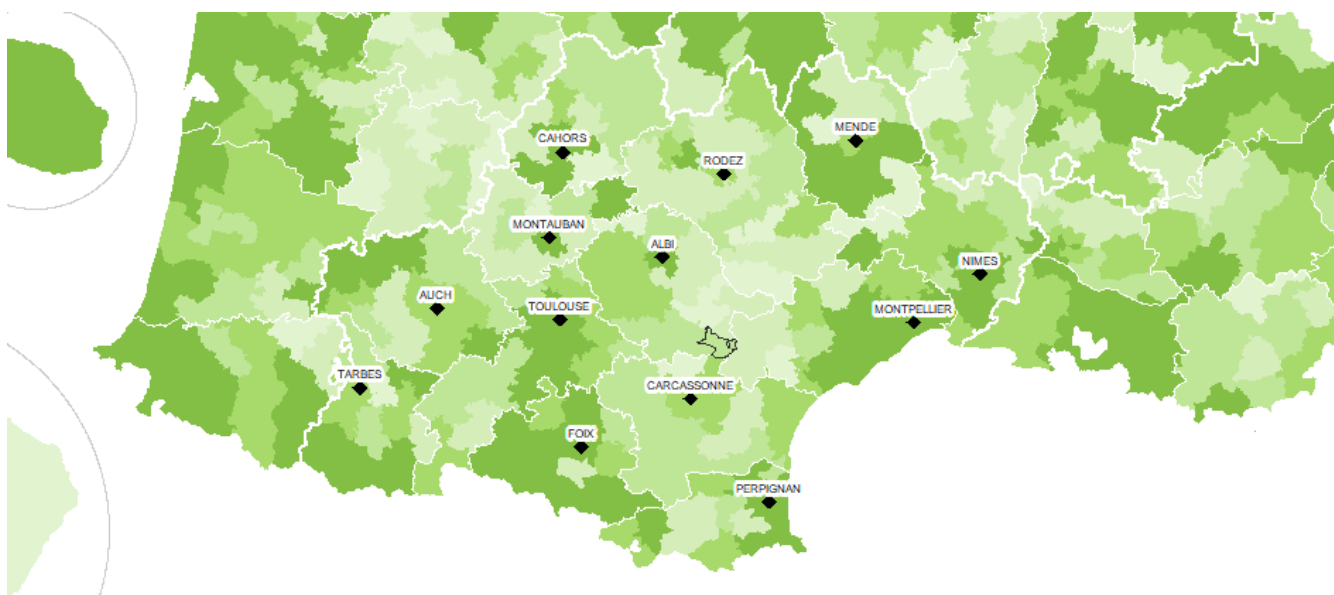 MENDE
CAHORS
RODEZ
MONTAUBAN
ALBI
NIMES
AUCH
TOULOUSE
MONTPELLIER
TARBES
CARCASSONNE
FOIX
PERPIGNAN